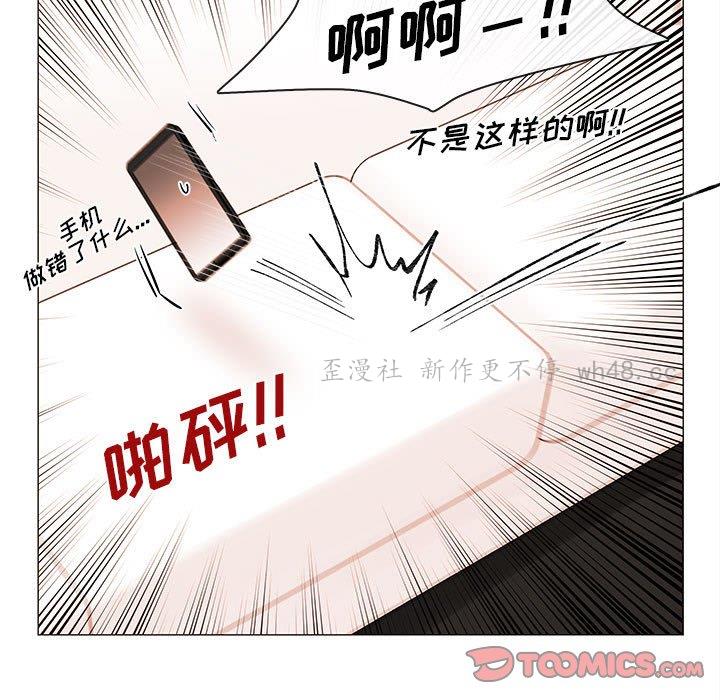 啊啊一!!
不是这样的啊!!
手机
做错了什么...
歪漫社 新作更不停 wh48.cc
啪砰!!
TOOMICS.COM